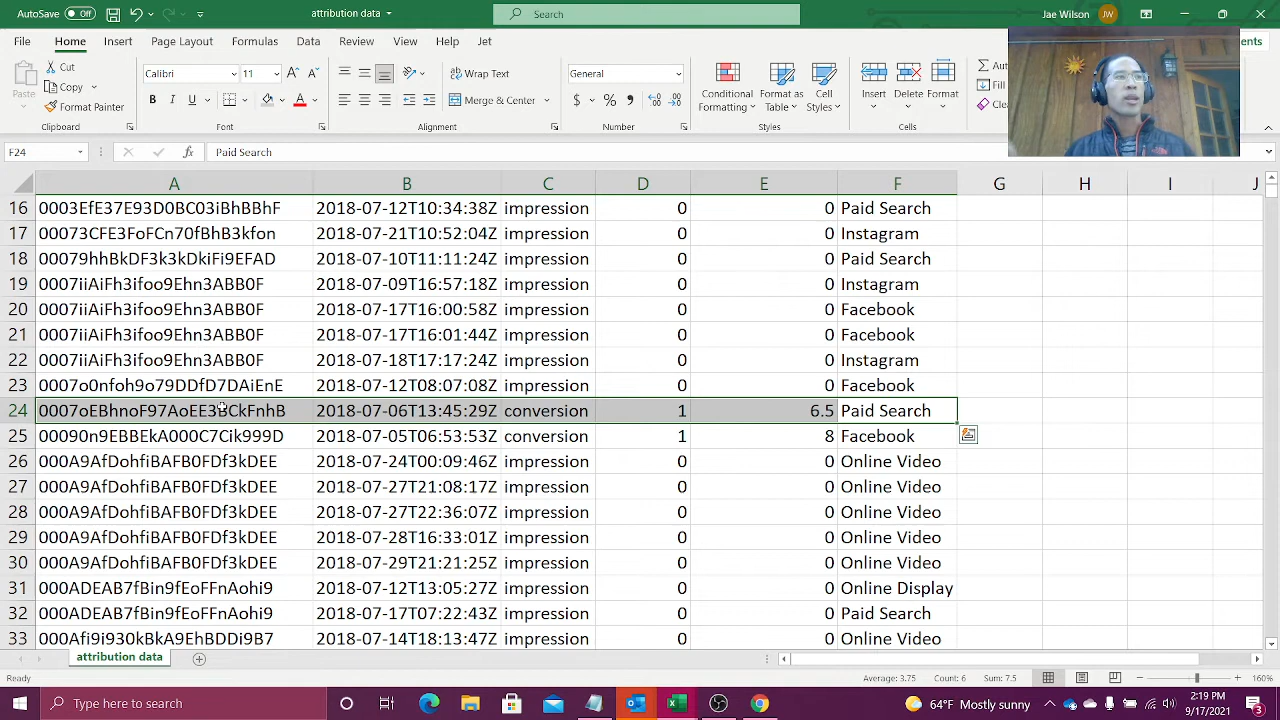 AutoSave Off attribution data Search Jae Wilson JW
File Home Insert Page Layout Formulas Data Review View Help Jet ents
Paste Cut Copy Format Painter Clipboard
Calibri 11 B I U A Font
Wrap Text Merge & Center Alignment
General $ % 9 Number
Conditional Formatting Format as Table Cell Styles Styles
Insert Delete Format Cells
Au Fill Clea
F24 fx Paid Search
A B C D E F G H I J
16 0003EfE37E93D0BC03iBhBBhF 2018-07-12T10:34:38Z impression 0 0 Paid Search
17 00073CFE3FoFCn70fBhB3kfon 2018-07-21T10:52:04Z impression 0 0 Instagram
18 00079hhBkDF3k3kDkiFi9EFAD 2018-07-10T11:11:24Z impression 0 0 Paid Search
19 0007iiAiFh3ifoo9Ehn3ABB0F 2018-07-09T16:57:18Z impression 0 0 Instagram
20 0007iiAiFh3ifoo9Ehn3ABB0F 2018-07-17T16:00:58Z impression 0 0 Facebook
21 0007iiAiFh3ifoo9Ehn3ABB0F 2018-07-17T16:01:44Z impression 0 0 Facebook
22 0007iiAiFh3ifoo9Ehn3ABB0F 2018-07-18T17:17:24Z impression 0 0 Instagram
23 0007o0nfoh9o79DDfD7DAiEnE 2018-07-12T08:07:08Z impression 0 0 Facebook
24 2018-07-06T13:45:29Z conversion 1 6.5 Paid Search
25 00090n9EBBEkA000C7Cik999D 2018-07-05T06:53:53Z conversion 1 8 Facebook
26 000A9AfDohfiBAFB0FDf3kDEE 2018-07-24T00:09:46Z impression 0 0 Online Video
27 000A9AfDohfiBAFB0FDf3kDEE 2018-07-27T21:08:17Z impression 0 0 Online Video
28 000A9AfDohfiBAFB0FDf3kDEE 2018-07-27T22:36:07Z impression 0 0 Online Video
29 000A9AfDohfiBAFB0FDf3kDEE 2018-07-28T16:33:01Z impression 0 0 Online Video
30 000A9AfDohfiBAFB0FDf3kDEE 2018-07-29T21:21:25Z impression 0 0 Online Video
31 000ADEAB7fBin9fEoFFnAohi9 2018-07-12T13:05:27Z impression 0 0 Online Display
32 000ADEAB7fBin9fEoFFnAohi9 2018-07-17T07:22:43Z impression 0 0 Paid Search
33 000Afi9i930kBkA9EhBDDi9B7 2018-07-14T18:13:47Z impression 0 0 Online Video
attribution data
Ready Average: 3.75 Count: 6 Sum: 7.5 160%
Type here to search 64°F Mostly sunny 2:19 PM
9/17/2021 3